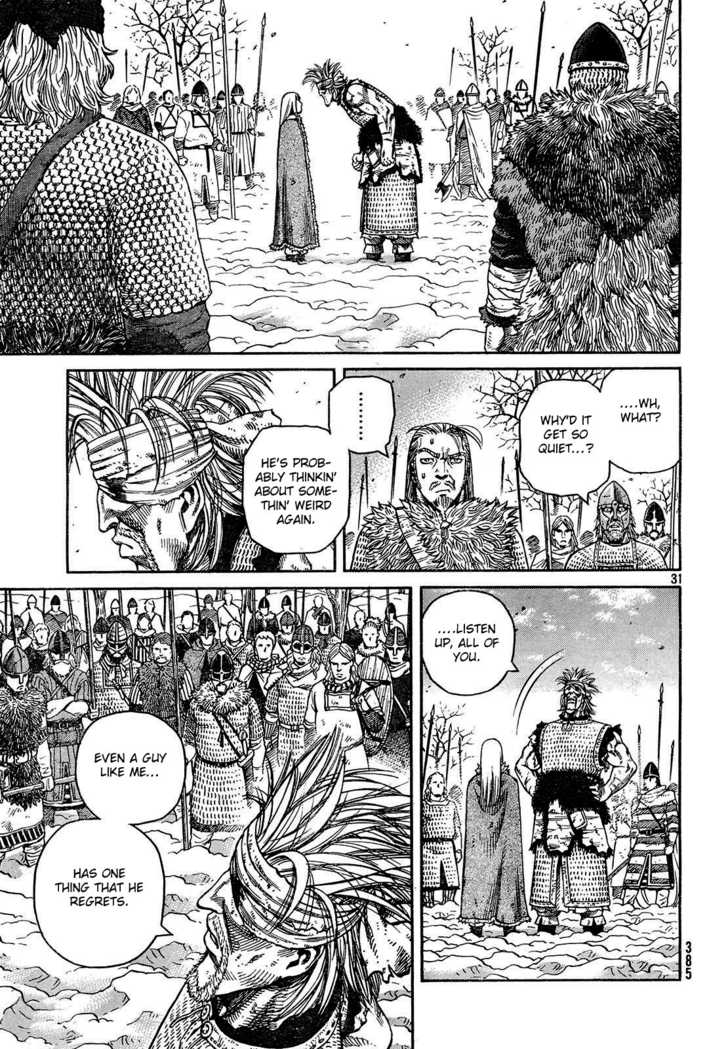 ....WH,
WHAT?
WHY'D IT
GET SO
QUIET...?
.........
HE'S PROB-
ABLY THINKIN'
ABOUT SOME-
THIN' WEIRD
AGAIN.
31
....LISTEN
UP, ALL OF
YOU.
EVEN A GUY
LIKE ME...
HAS ONE
THING THAT HE
REGRETS.
385